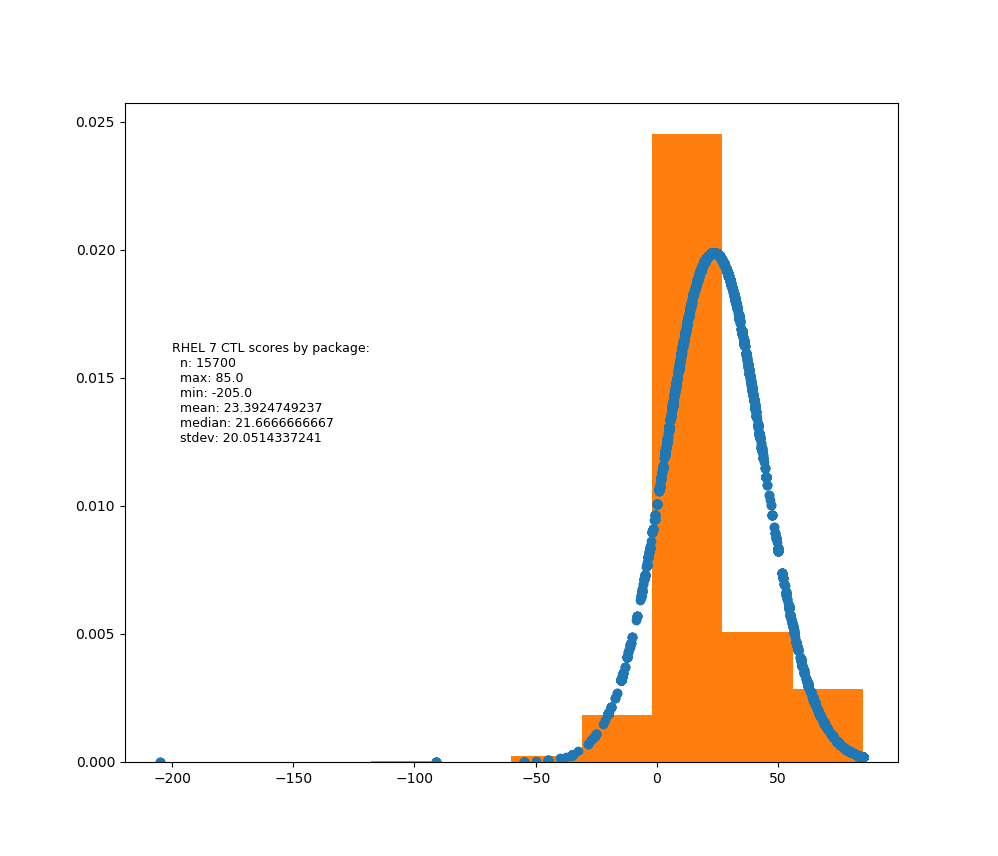 0.025
0.020
0.015
0.010
0.005
0.000
RHEL 7 CTL scores by package:
n: 15700
max: 85.0
min: -205.0
mean: 23.3924749237
median: 21.6666666667
stdev: 20.0514337241
−200
−150
−100
−50
0
50